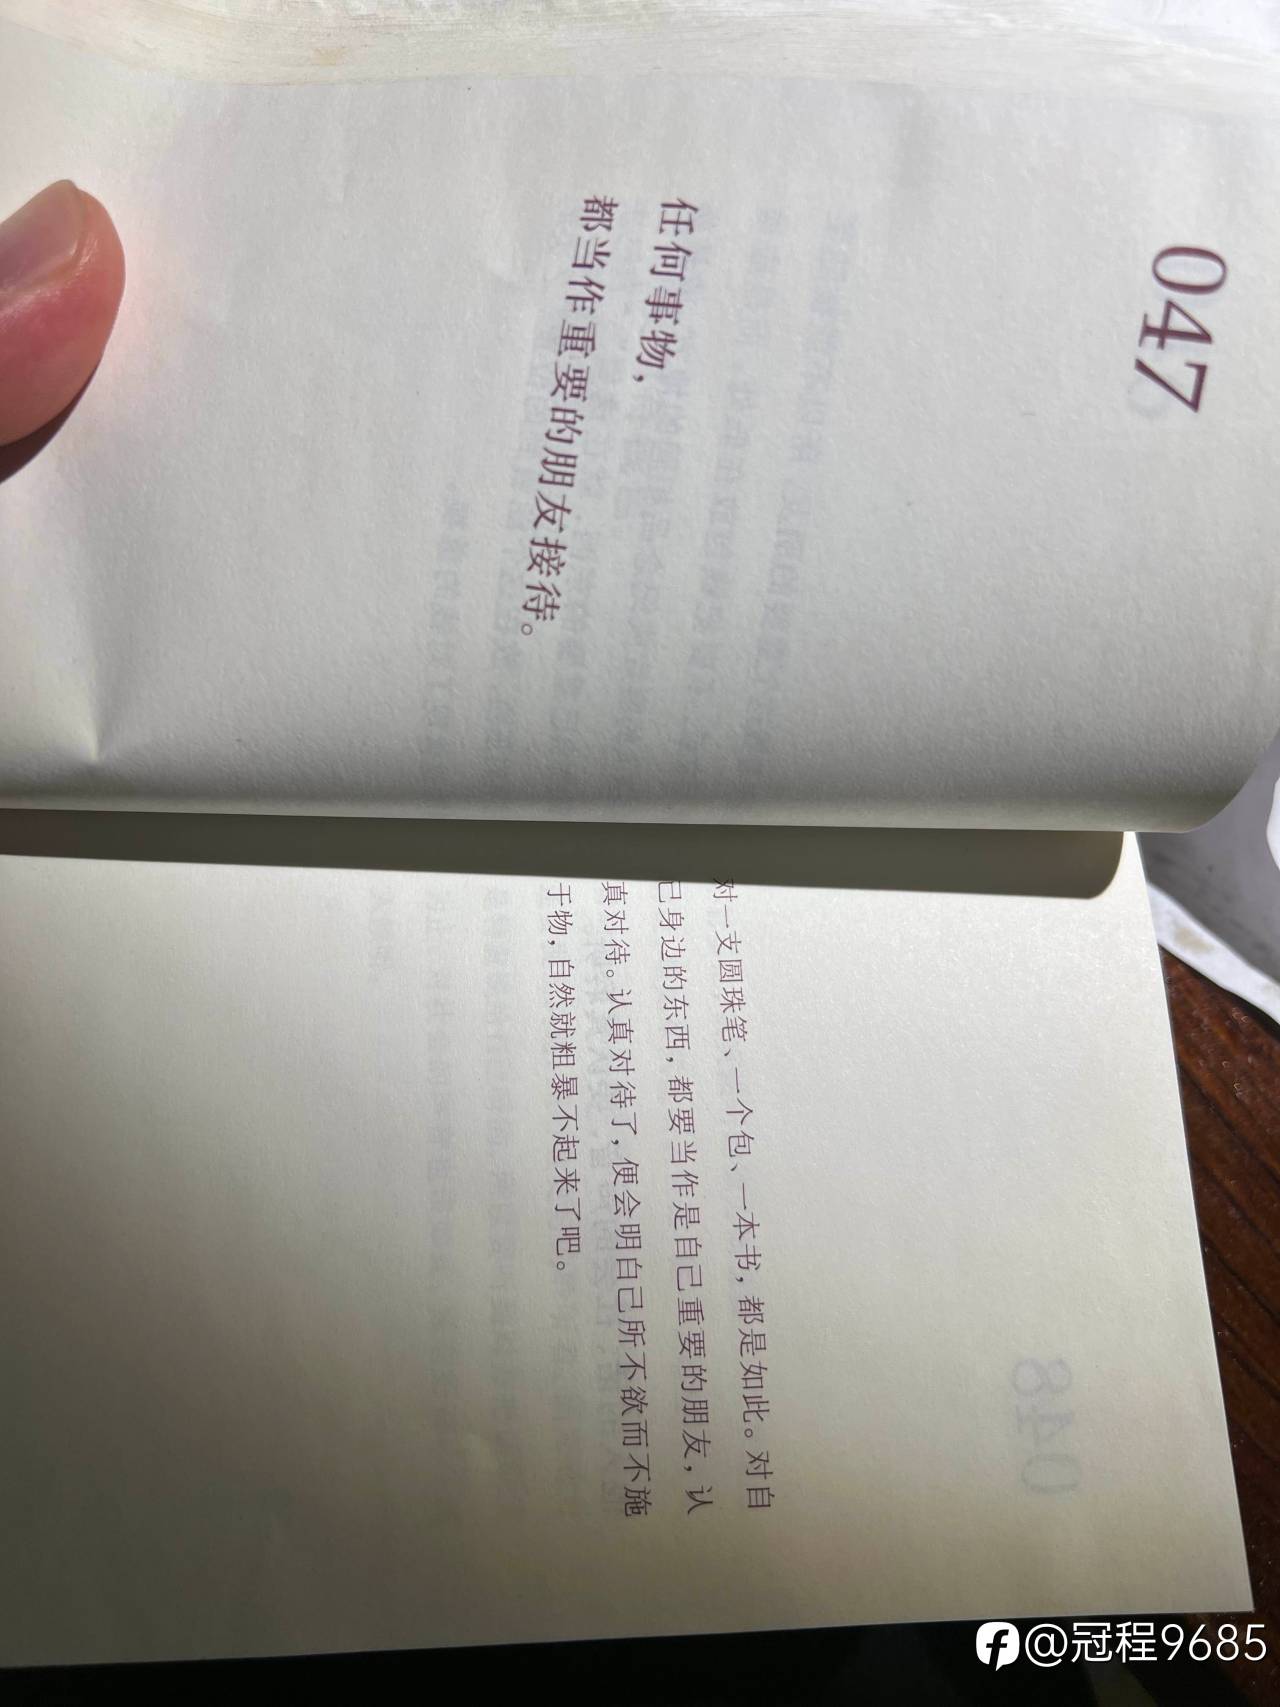 047
任何事物，
都当作重要的朋友接待。
对一支圆珠笔、一个包、一本书，都是如此。对自
己身边的东西，都要当作是自己重要的朋友，认
真对待。认真对待了，便会明白己所不欲而不施
于物，自然就粗暴不起来了吧。
048
@冠程9685